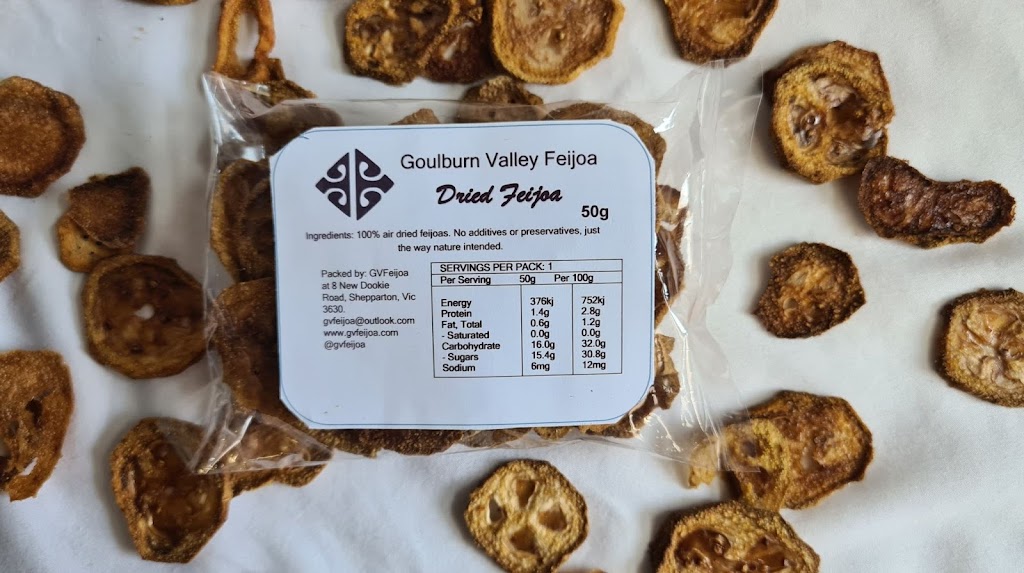 Goulburn Valley Feijoa
Dried Feijoa
50g
Ingredients: 100% air dried feijoas. No additives or preservatives, just
the way nature intended.
Packed by: GVFeijoa
at 8 New Dookie
Road, Shepparton, Vic
3630.
gvfeijoa@outlook.com
www.gvfeijoa.com
@gvfeijoa
SERVINGS PER PACK: 1
Per Serving 50g Per 100g
Energy 376kj 752kj
Protein 1.4g 2.8g
Fat, Total 0.6g 1.2g
- Saturated 0.0g 0.0g
Carbohydrate 16.0g 32.0g
- Sugars 15.4g 30.8g
Sodium 6mg 12mg